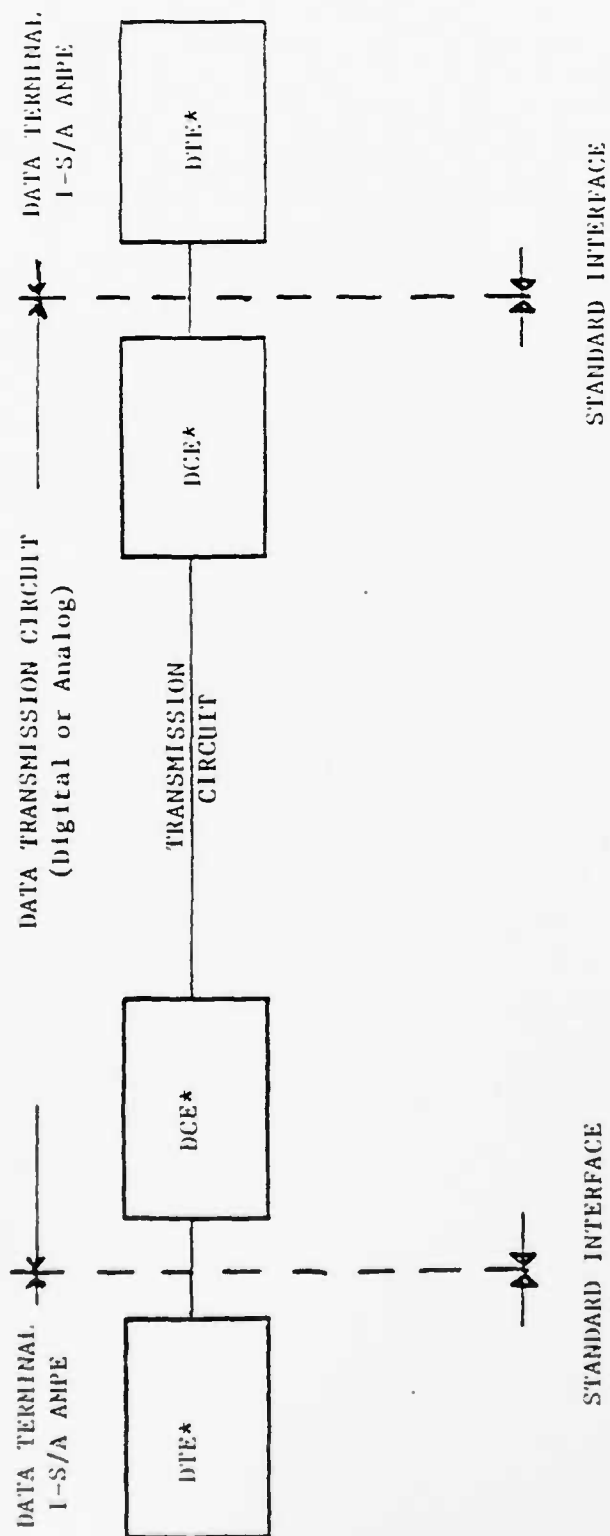 DATA TERMINAL
I-S/A AMPE
DATA TRANSMISSION CIRCUIT
(Digital or Analog)
DATA TERMINAL
I-S/A AMPE
DTE*
DCE*
TRANSMISSION
CIRCUIT
DCE*
DTE*
STANDARD INTERFACE
STANDARD INTERFACE